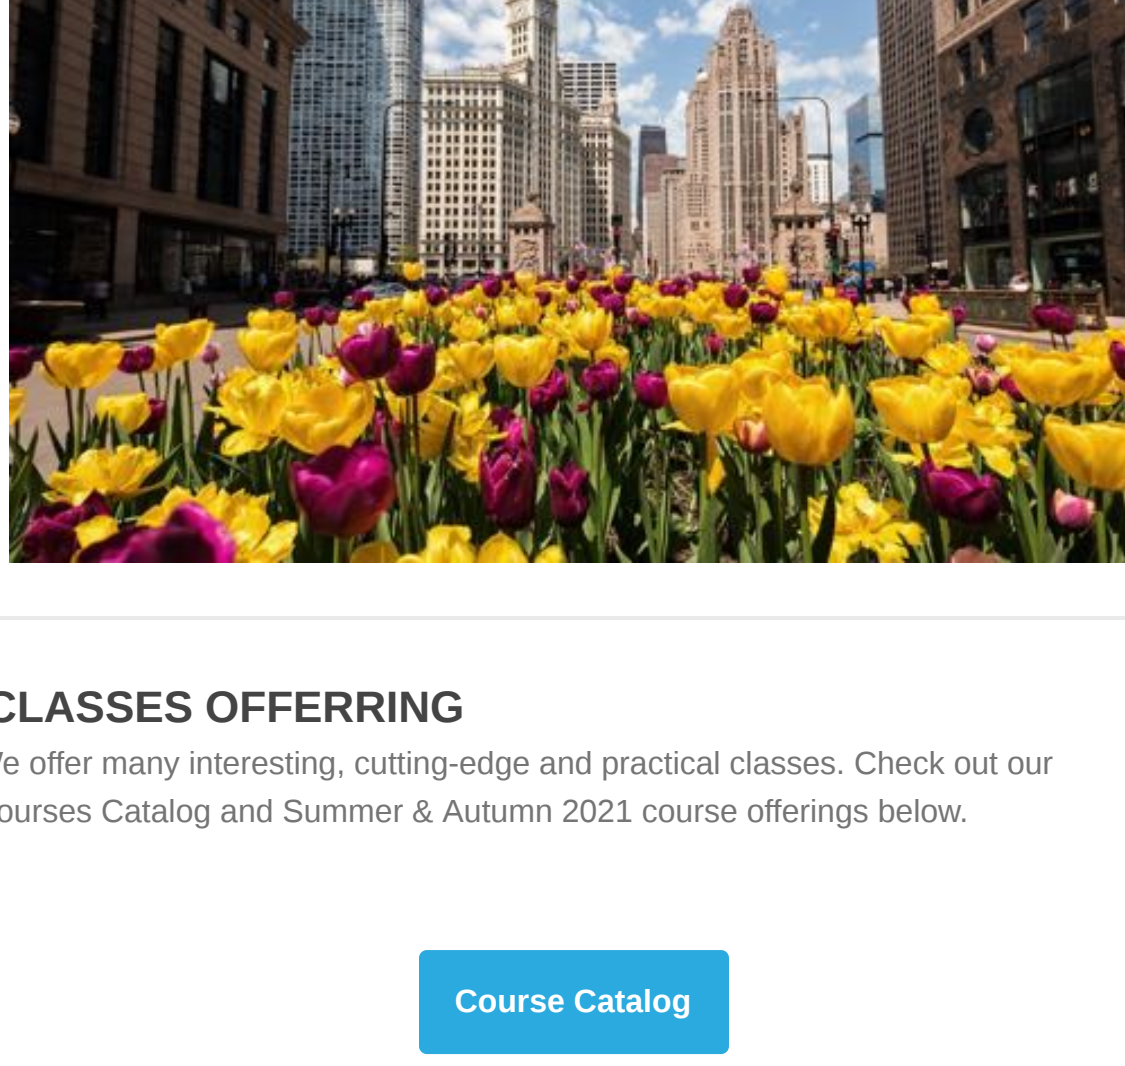 CLASSES OFFERRING
We offer many interesting, cutting-edge and practical classes. Check out our
ourses Catalog and Summer & Autumn 2021 course offerings below.
Course Catalog